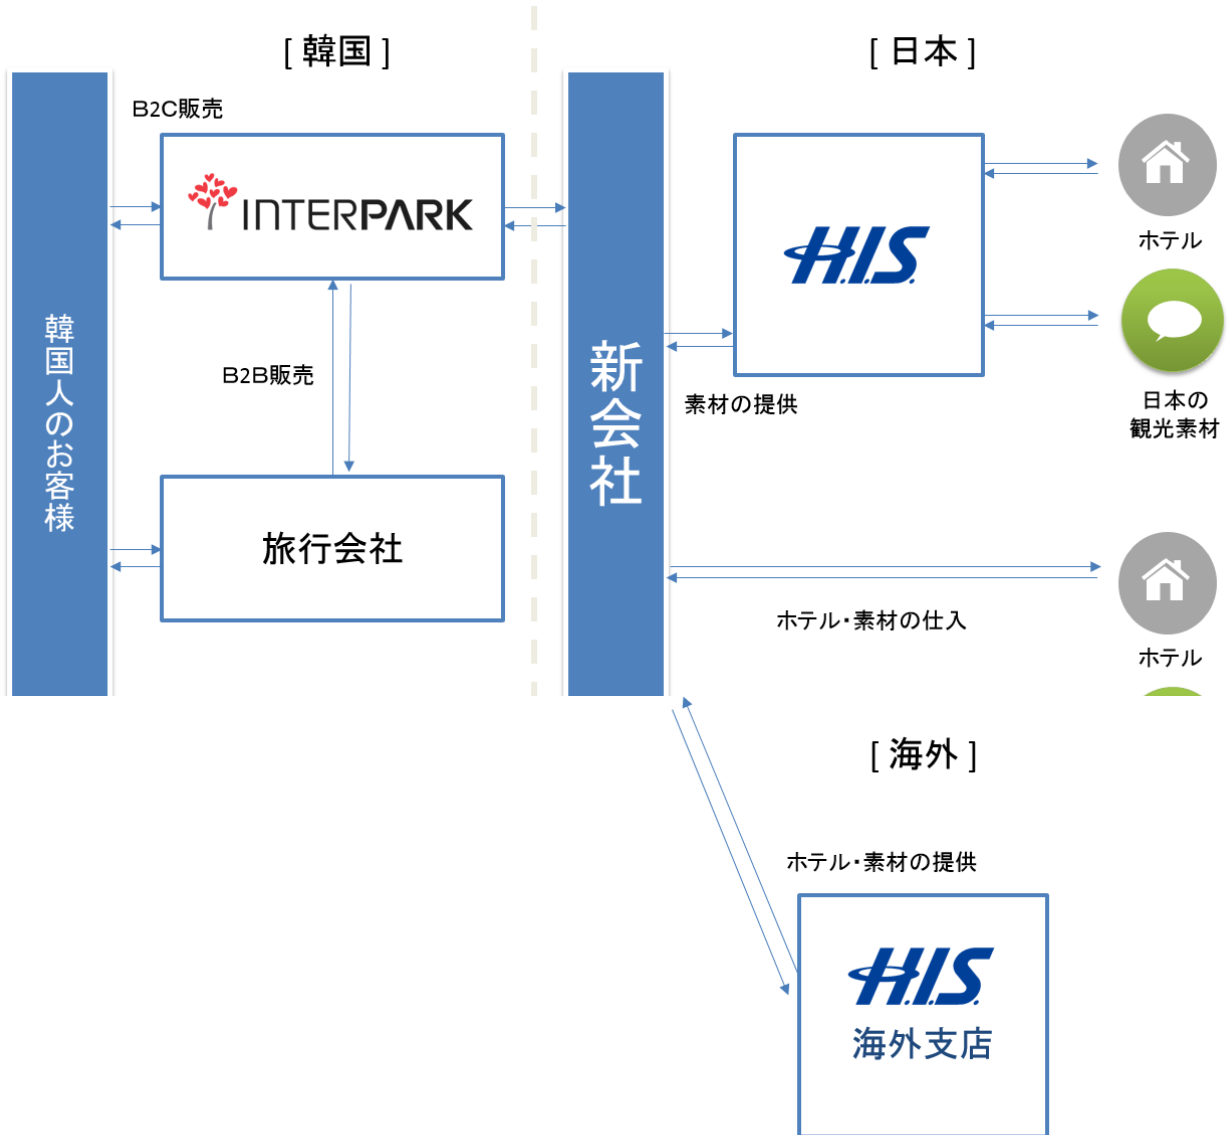 [ 韓国 ]
[ 日本 ]
B2C販売
INTERPARK
H.I.S.
ホテル
韓国人のお客様
B2B販売
新会社
素材の提供
日本の
観光素材
旅行会社
ホテル・素材の仕入
ホテル
[ 海外 ]
ホテル・素材の提供
H.I.S.
海外支店